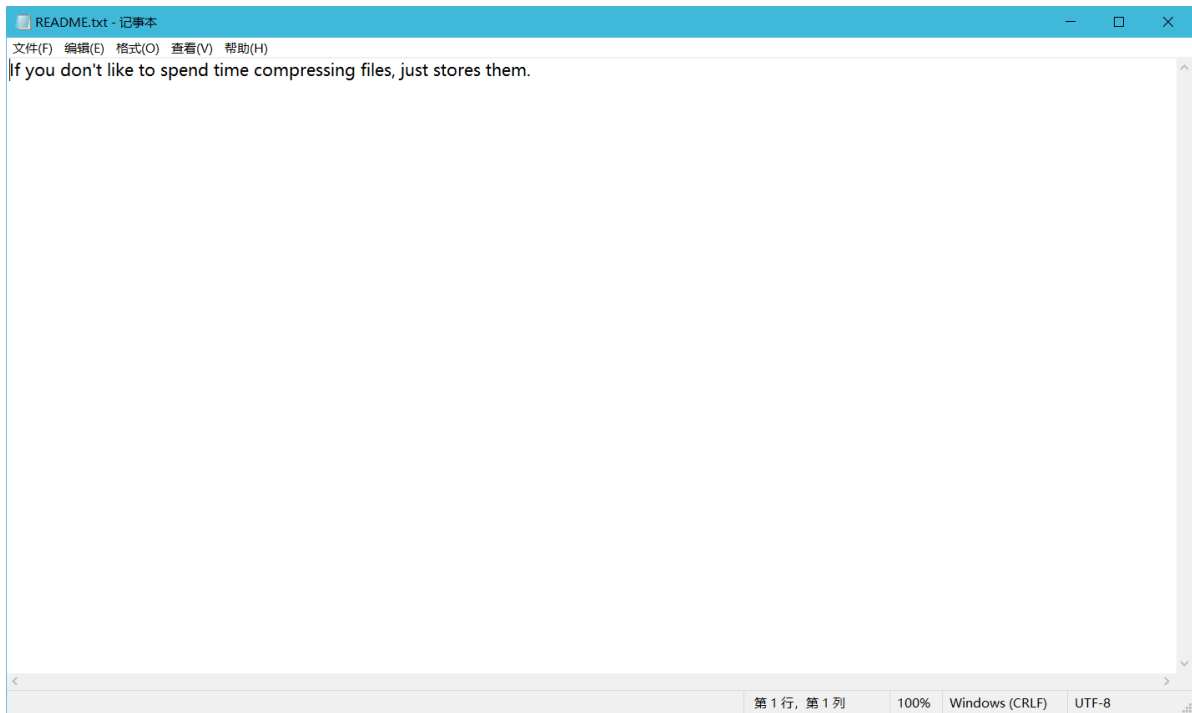 README.txt - 记事本
文件(F) 编辑(E) 格式(O) 查看(V) 帮助(H)
If you don't like to spend time compressing files, just stores them.
第 1 行，第 1 列 100% Windows (CRLF) UTF-8